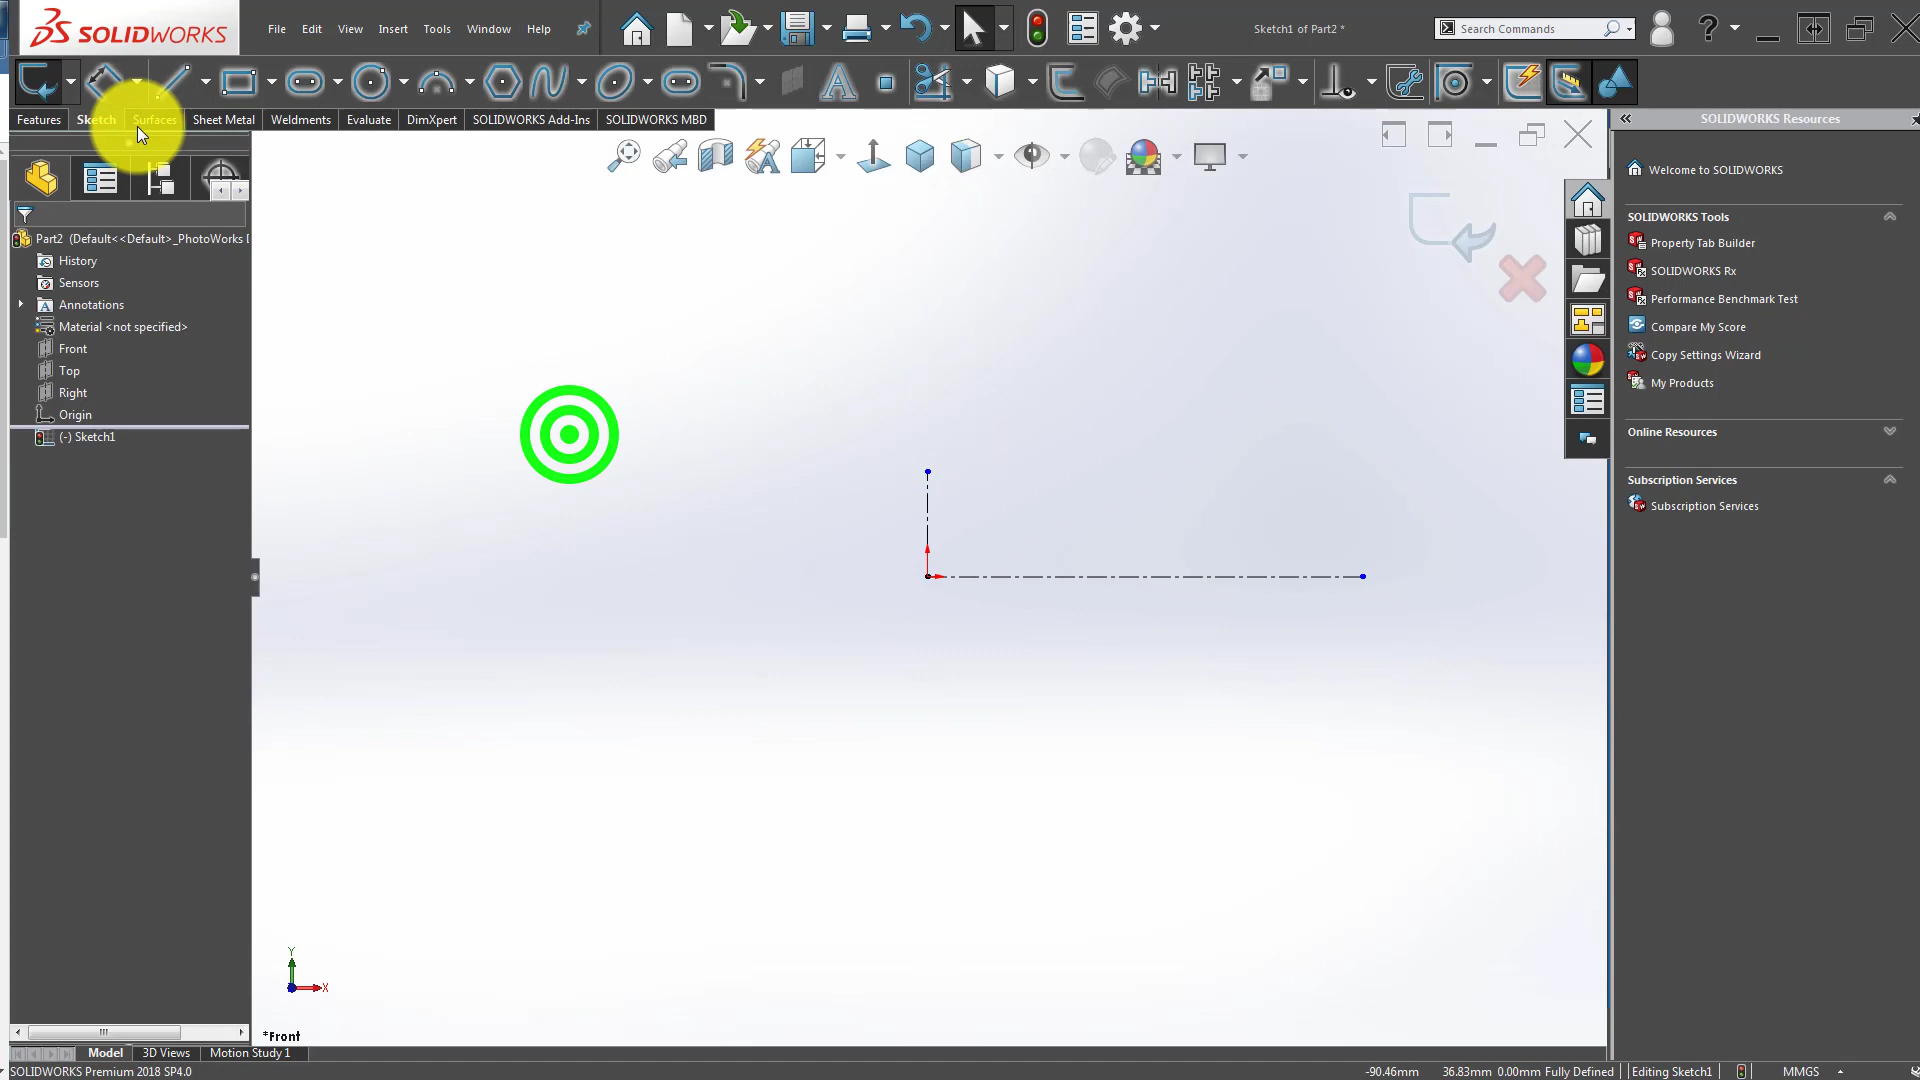 SOLIDWORKS
File Edit View Insert Tools Window Help
Sketch1 of Part2 *
Search Commands
Features Sketch Surfaces Sheet Metal Weldments Evaluate DimXpert SOLIDWORKS Add-Ins SOLIDWORKS MBD
SOLIDWORKS Resources
Part2 (Default<<Default>_PhotoWorks
History
Sensors
Annotations
Material <not specified>
Front
Top
Right
Origin
(-) Sketch1
Welcome to SOLIDWORKS
SOLIDWORKS Tools
Property Tab Builder
SOLIDWORKS Rx
Performance Benchmark Test
Compare My Score
Copy Settings Wizard
My Products
Online Resources
Subscription Services
Subscription Services
Y
X
*Front
Model 3D Views Motion Study 1
SOLIDWORKS Premium 2018 SP4.0
-90.46mm 36.83mm 0.00mm Fully Defined Editing Sketch1 MMGS